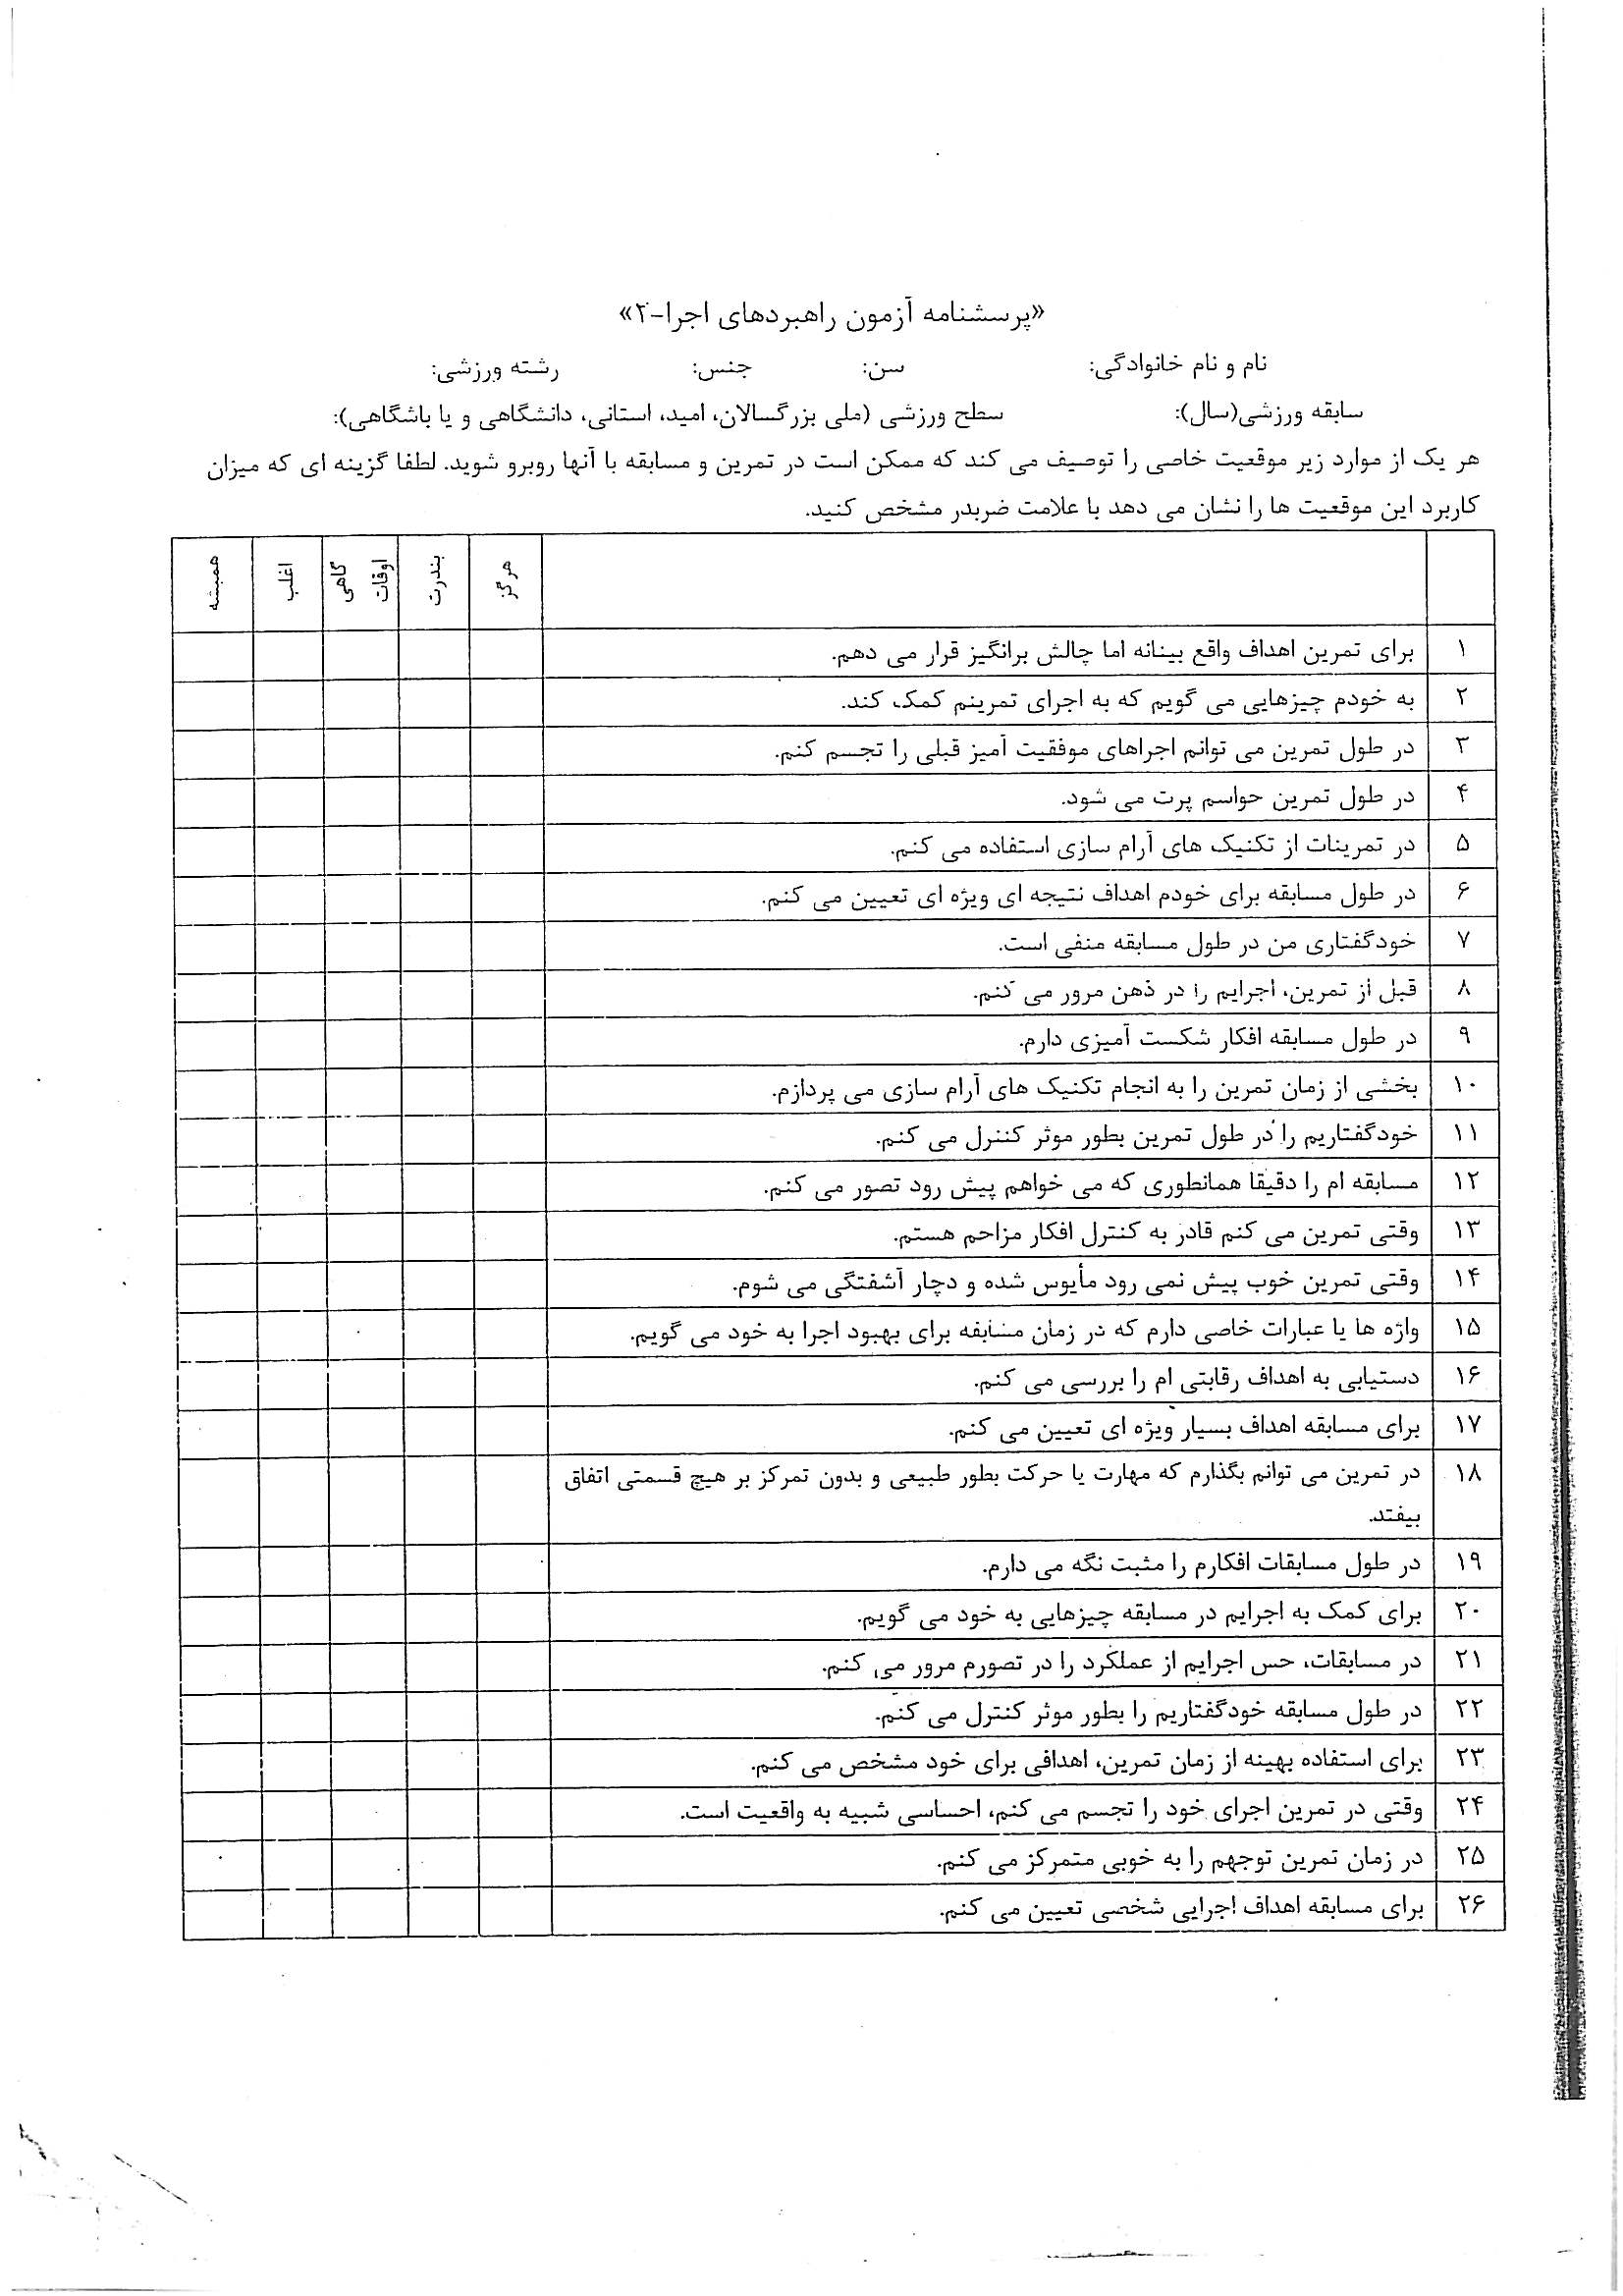 «پرسشنامه آزمون راهبردهای اجرا-۲»
نام و نام خانوادگی: سن: جنس: رشته ورزشی:
سابقه ورزشی(سال): سطح ورزشی (ملی بزرگسالان، امید، استانی، دانشگاهی و یا باشگاهی):
هر یک از موارد زیر موقعیت خاصی را توصیف می کند که ممکن است در تمرین و مسابقه با آنها روبرو شوید. لطفا گزینه ای که میزان
کاربرد این موقعیت ها را نشان می دهد با علامت ضربدر مشخص کنید.
هرگز بندرت گاهی اوقات اغلب همیشه
۱ برای تمرین اهداف واقع بینانه اما چالش برانگیز قرار می دهم.
۲ به خودم چیزهایی می گویم که به اجرای تمرینم کمک کند.
۳ در طول تمرین می توانم اجراهای موفقیت آمیز قبلی را تجسم کنم.
۴ در طول تمرین حواسم پرت می شود.
۵ در تمرینات از تکنیک های آرام سازی استفاده می کنم.
۶ در طول مسابقه برای خودم اهداف نتیجه ای ویژه ای تعیین می کنم.
۷ خودگفتاری من در طول مسابقه منفی است.
۸ قبل از تمرین، اجرایم را در ذهن مرور می کنم.
۹ در طول مسابقه افکار شکست آمیزی دارم.
۱۰ بخشی از زمان تمرین را به انجام تکنیک های آرام سازی می پردازم.
۱۱ خودگفتاریم را در طول تمرین بطور موثر کنترل می کنم.
۱۲ مسابقه ام را دقیقا همانطوری که می خواهم پیش رود تصور می کنم.
۱۳ وقتی تمرین می کنم قادر به کنترل افکار مزاحم هستم.
۱۴ وقتی تمرین خوب پیش نمی رود مأیوس شده و دچار آشفتگی می شوم.
۱۵ واژه ها یا عبارات خاصی دارم که در زمان مسابقه برای بهبود اجرا به خود می گویم.
۱۶ دستیابی به اهداف رقابتی ام را بررسی می کنم.
۱۷ برای مسابقه اهداف بسیار ویژه ای تعیین می کنم.
۱۸ در تمرین می توانم بگذارم که مهارت یا حرکت بطور طبیعی و بدون تمرکز بر هیچ قسمتی اتفاق
بیفتد.
۱۹ در طول مسابقات افکارم را مثبت نگه می دارم.
۲۰ برای کمک به اجرایم در مسابقه چیزهایی به خود می گویم.
۲۱ در مسابقات، حس اجرایم از عملکرد را در تصورم مرور می کنم.
۲۲ در طول مسابقه خودگفتاریم را بطور موثر کنترل می کنم.
۲۳ برای استفاده بهینه از زمان تمرین، اهدافی برای خود مشخص می کنم.
۲۴ وقتی در تمرین اجرای خود را تجسم می کنم، احساسی شبیه به واقعیت است.
۲۵ در زمان تمرین توجهم را به خوبی متمرکز می کنم.
۲۶ برای مسابقه اهداف اجرایی شخصی تعیین می کنم.